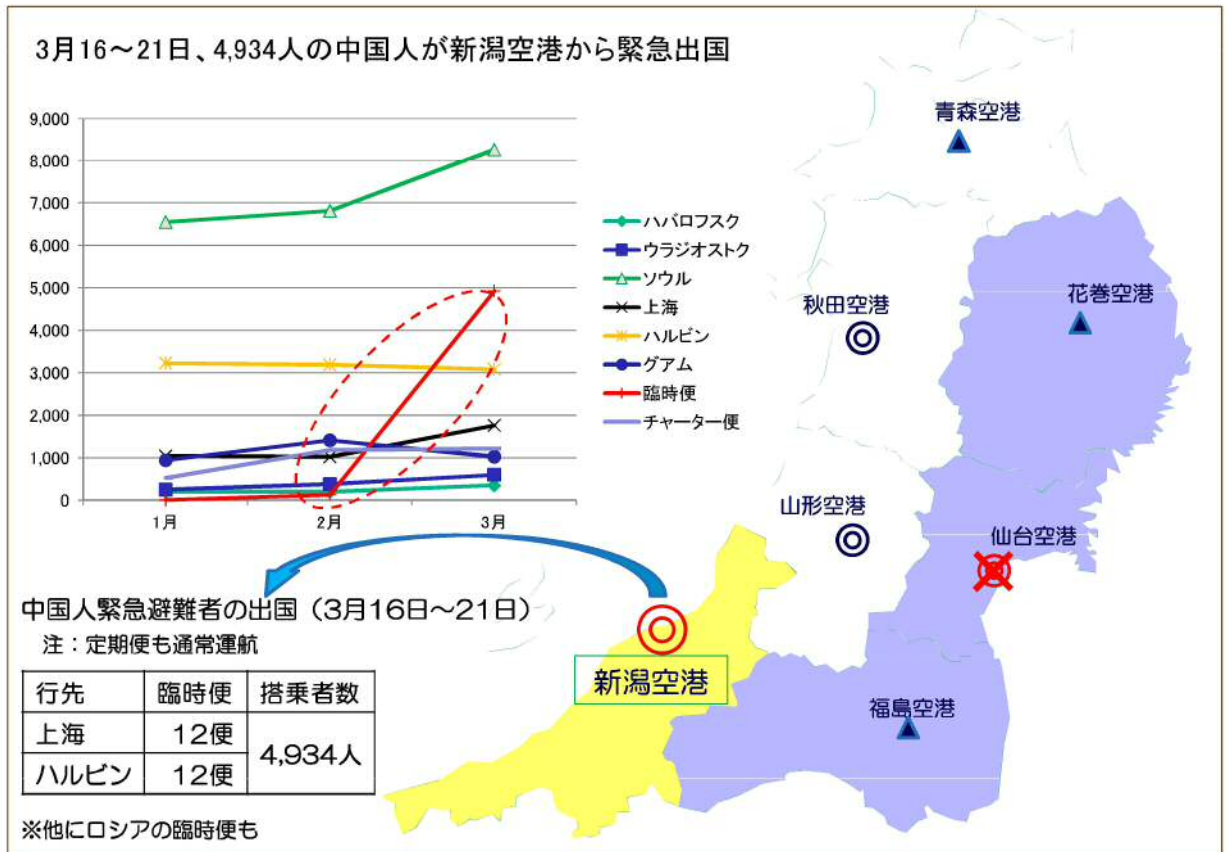 3月16～21日、4,934人の中国人が新潟空港から緊急出国
9,000
8,000
7,000
6,000
5,000
4,000
3,000
2,000
1,000
0
1月
2月
3月
ハバロフスク
ウラジオストク
ソウル
上海
ハルビン
グアム
臨時便
チャーター便
青森空港
花巻空港
秋田空港
山形空港
仙台空港
新潟空港
福島空港
中国人緊急避難者の出国（3月16日～21日）
注：定期便も通常運航
行先 臨時便 搭乗者数
上海 12便 4,934人
ハルビン 12便
※他にロシアの臨時便も